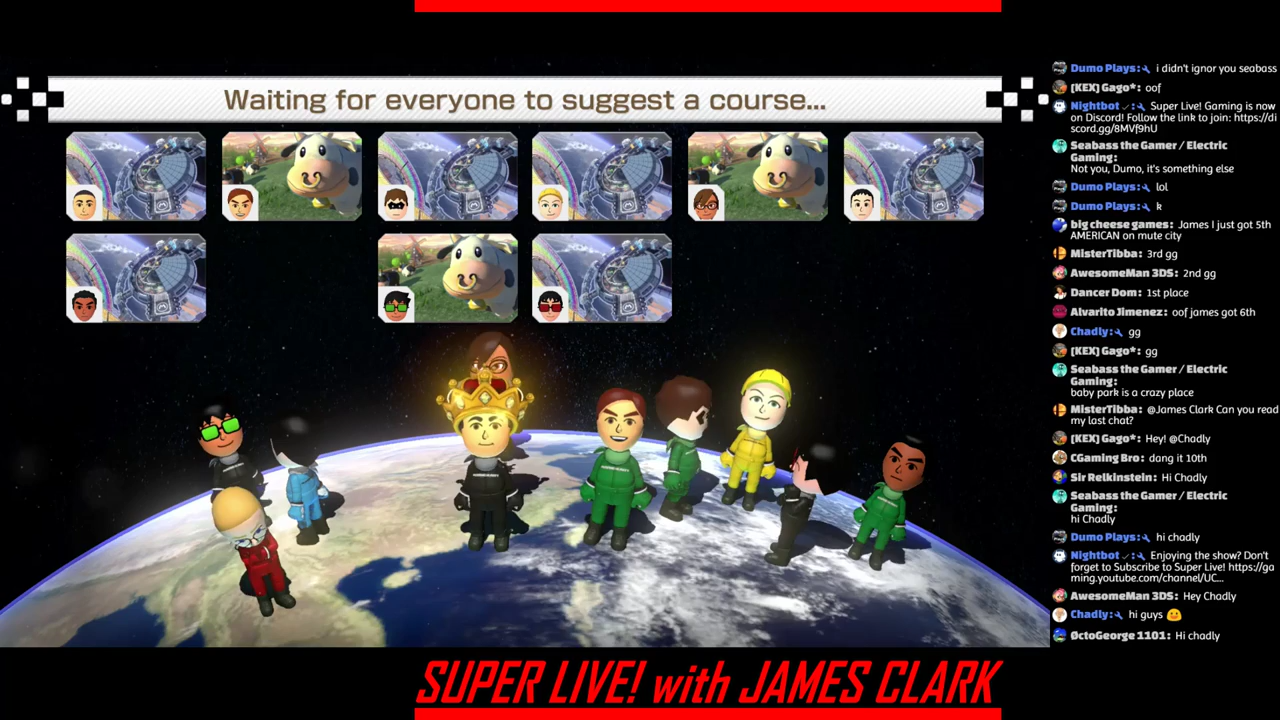 Waiting for everyone to suggest a course...
Dumo Plays: i didn't ignor you seabass
[KEX] Gago*: oof
Nightbot : Super Live! Gaming is now
on Discord! Follow the link to join: https://di
scord.gg/8MVf9hU
Seabass the Gamer / Electric
Gaming:
Not you, Dumo, it's something else
Dumo Plays: lol
Dumo Plays: k
big cheese games: James I just got 5th
AMERICAN on mute city
MisterTibba: 3rd gg
AwesomeMan 3DS: 2nd gg
Dancer Dom: 1st place
Alvarito Jimenez: oof james got 6th
Chadly: gg
[KEX] Gago*: gg
Seabass the Gamer / Electric
Gaming:
baby park is a crazy place
MisterTibba: @James Clark Can you read
my last chat?
[KEX] Gago*: Hey! @Chadly
CGaming Bro: dang it 10th
Sir Relkinstein: Hi Chadly
Seabass the Gamer / Electric
Gaming:
hi Chadly
Dumo Plays: hi chadly
Nightbot : Enjoying the show? Don't
forget to Subscribe to Super Live! https://ga
ming.youtube.com/channel/UC...
AwesomeMan 3DS: Hey Chadly
Chadly: hi guys
ØctoGeorge 1101: Hi chadly
SUPER LIVE! with JAMES CLARK